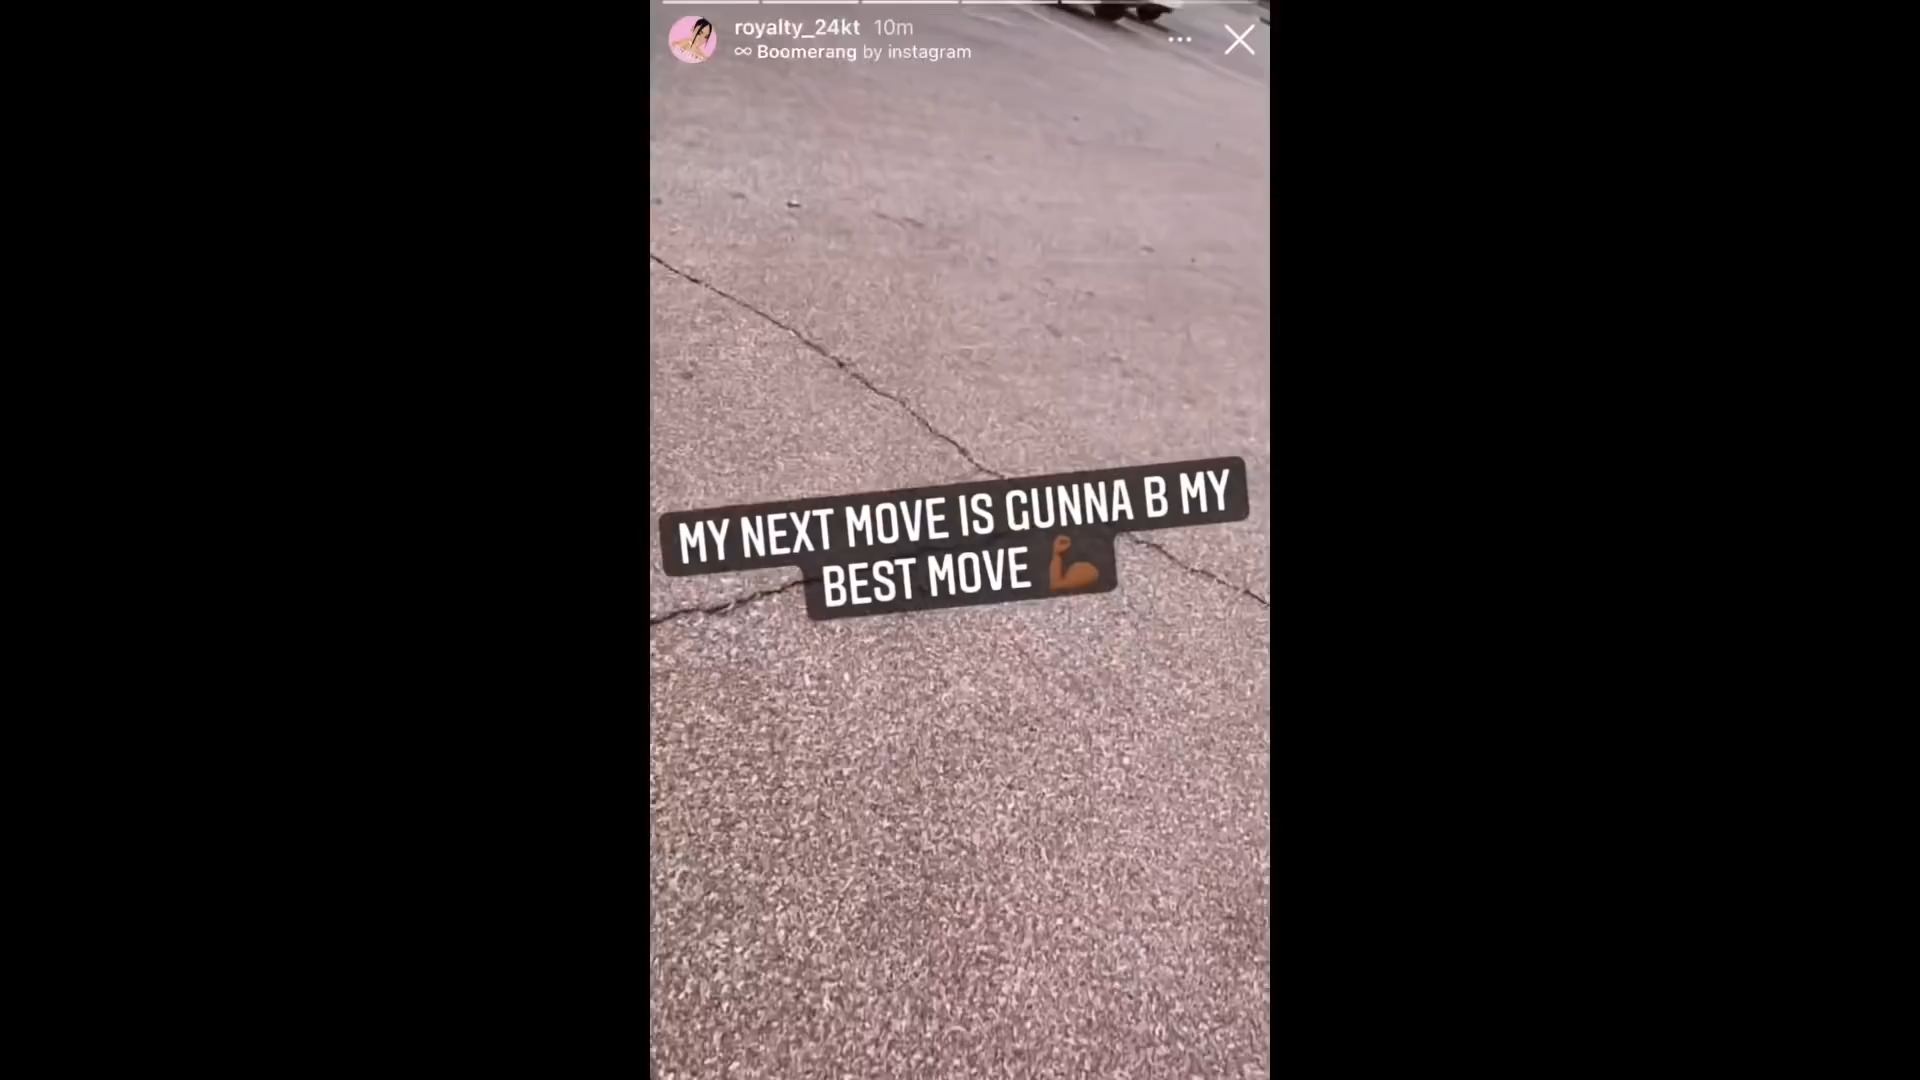 royalty_24kt 10m
∞ Boomerang by instagram
MY NEXT MOVE IS GUNNA B MY
BEST MOVE 💪🏾